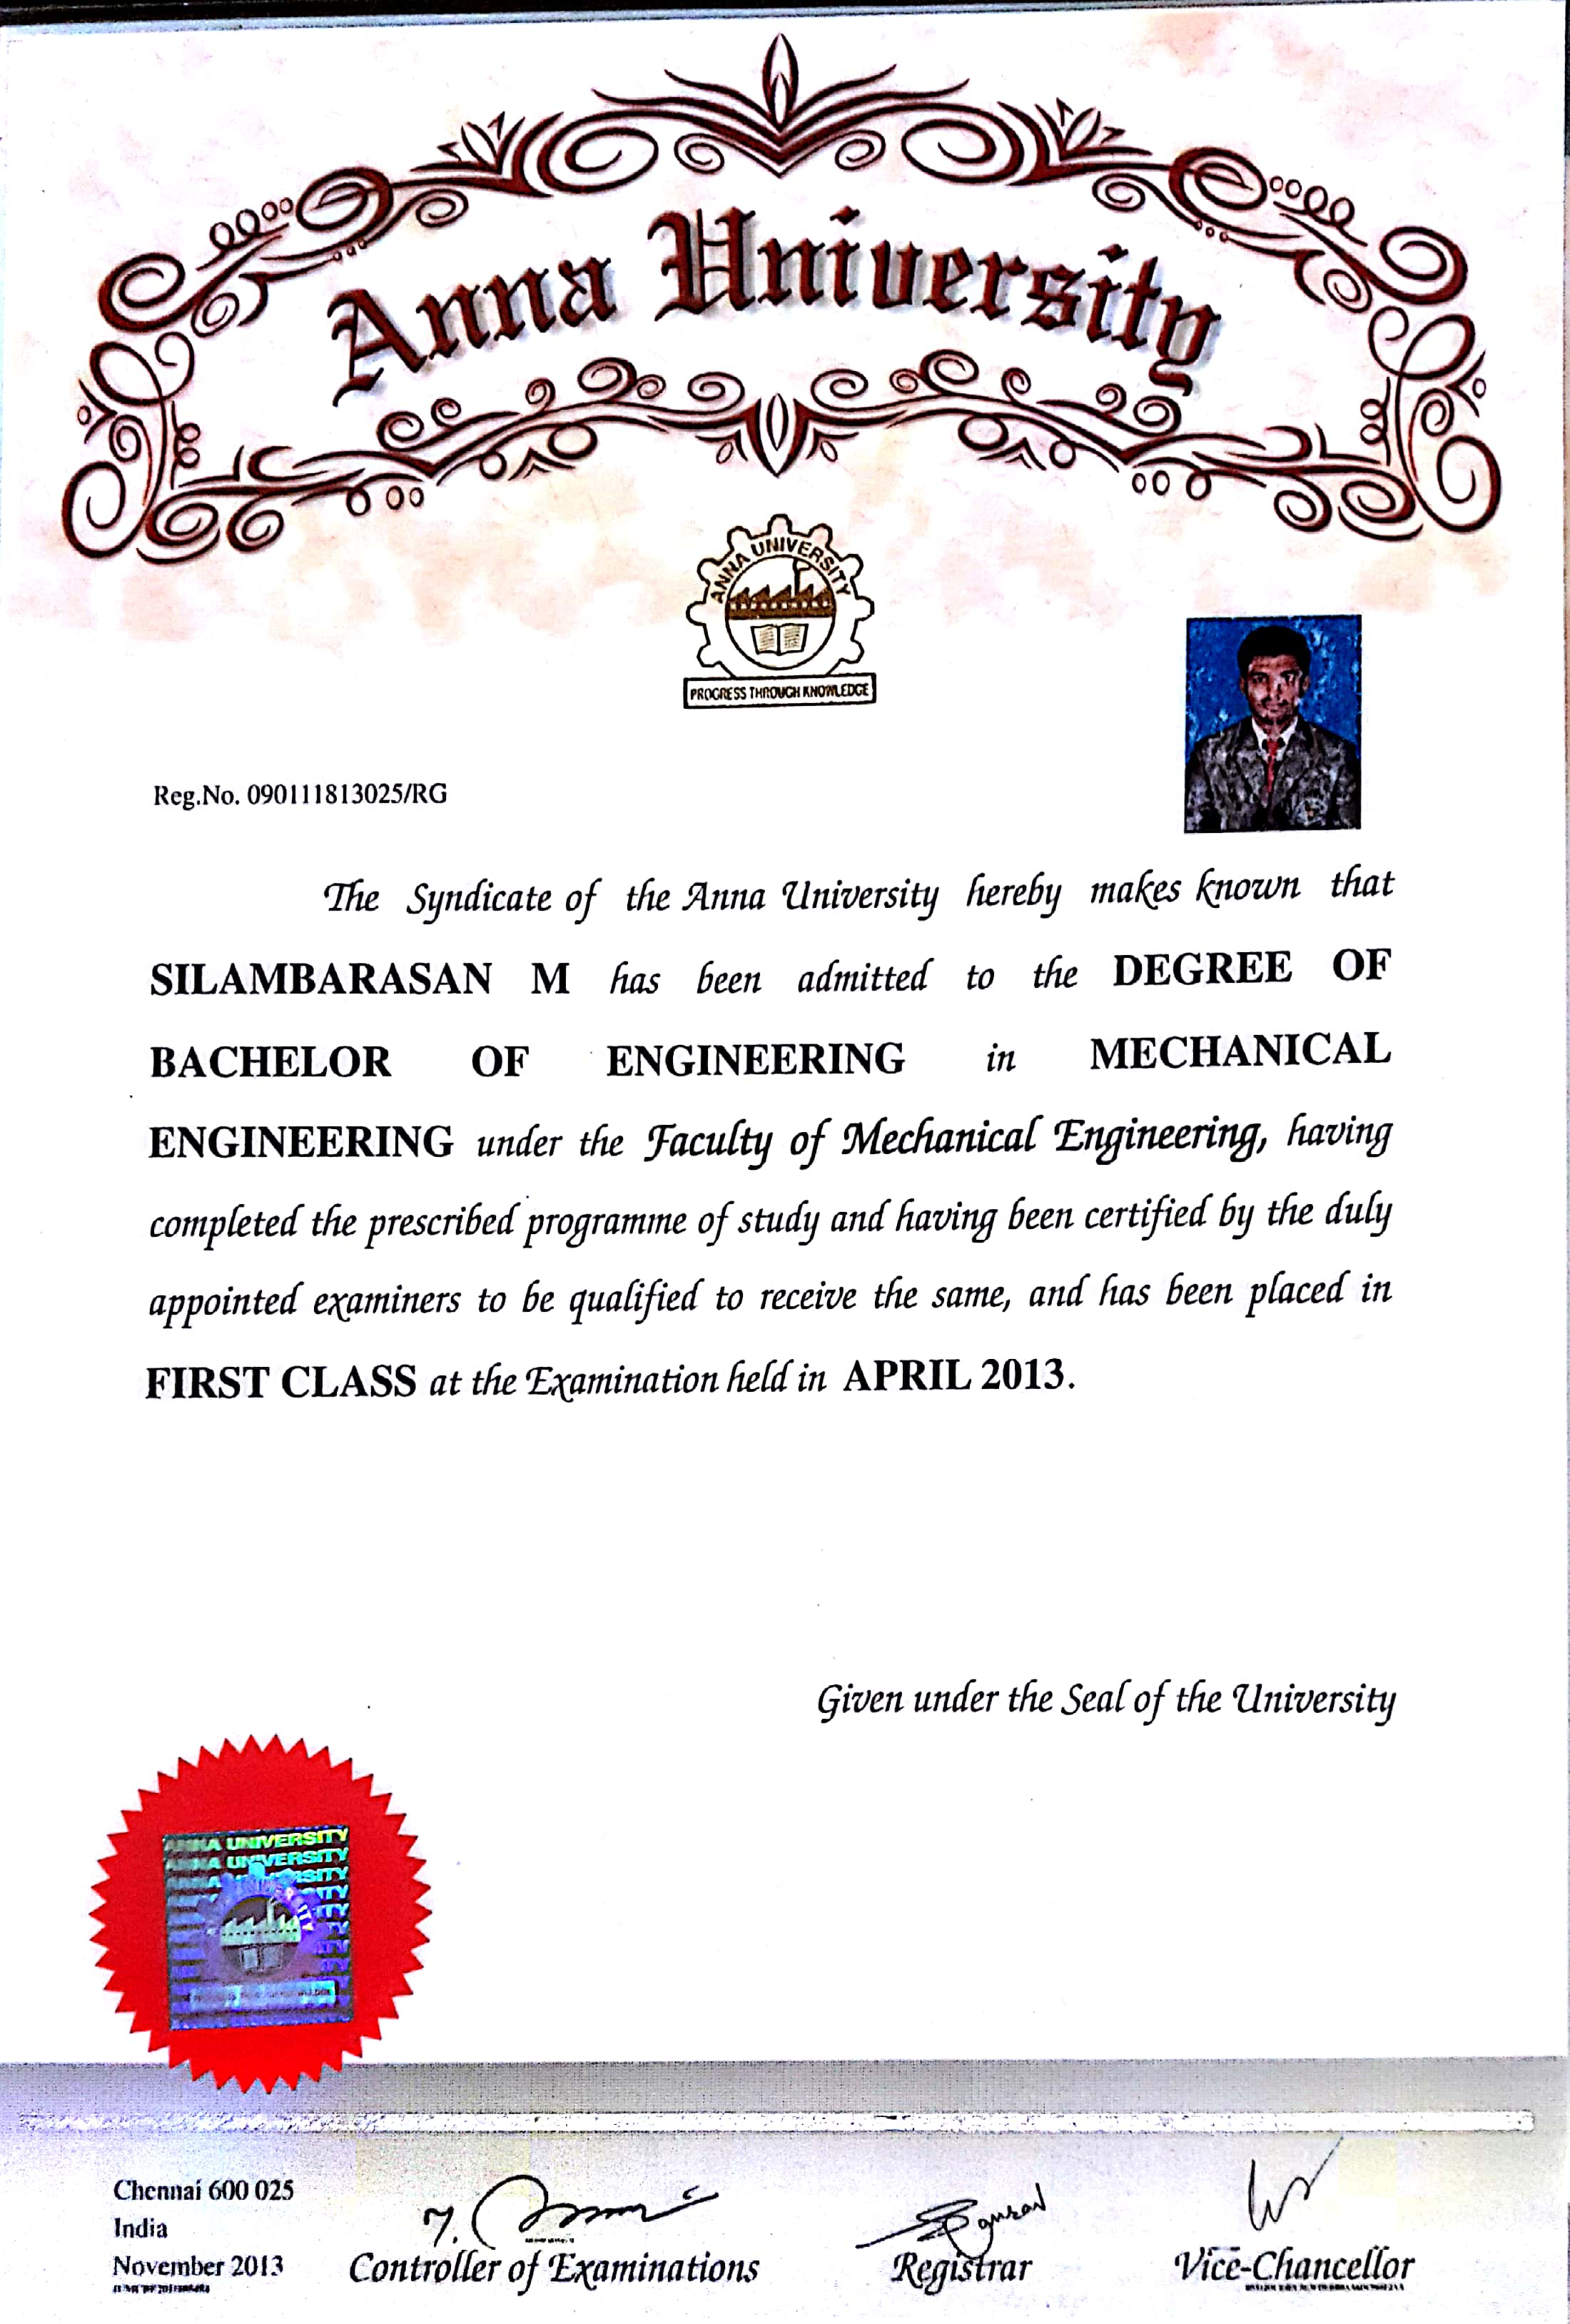 Anna University
ANNA UNIVERSITY
PROGRESS THROUGH KNOWLEDGE
Reg.No. 090111813025/RG
The Syndicate of the Anna University hereby makes known that
SILAMBARASAN M has been admitted to the DEGREE OF
BACHELOR OF ENGINEERING in MECHANICAL
ENGINEERING under the Faculty of Mechanical Engineering, having
completed the prescribed programme of study and having been certified by the duly
appointed examiners to be qualified to receive the same, and has been placed in
FIRST CLASS at the Examination held in APRIL 2013.
Given under the Seal of the University
ANNA UNIVERSITY
ANNA UNIVERSITY
Chennai 600 025
India
November 2013
Controller of Examinations
Registrar
Vice-Chancellor